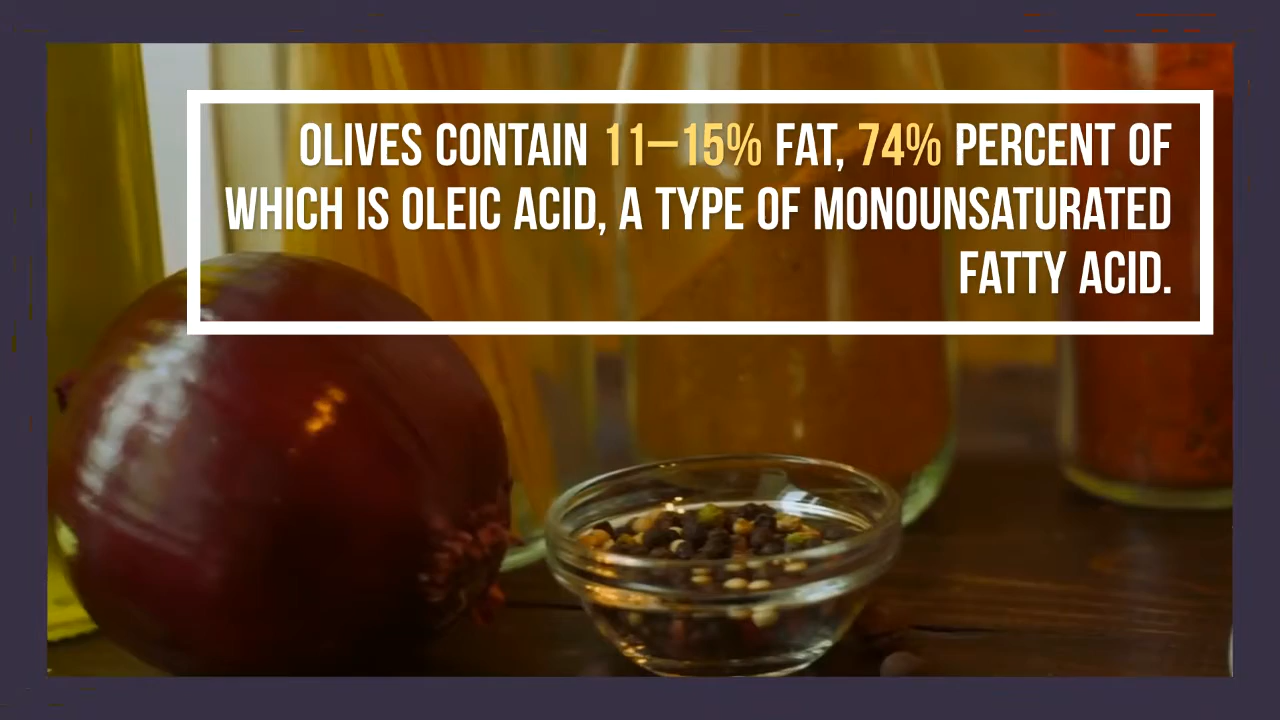 OLIVES CONTAIN 11–15% FAT, 74% PERCENT OF
WHICH IS OLEIC ACID, A TYPE OF MONOUNSATURATED
FATTY ACID.